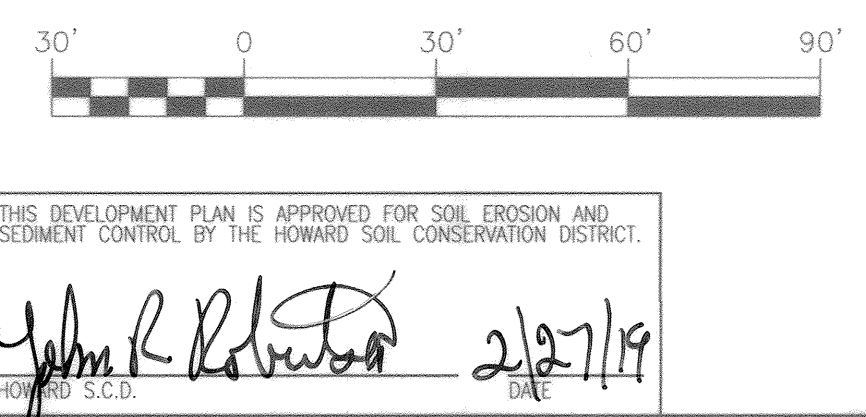 30' 0 30' 60' 90'
THIS DEVELOPMENT PLAN IS APPROVED FOR SOIL EROSION AND
SEDIMENT CONTROL BY THE HOWARD SOIL CONSERVATION DISTRICT.
John R Robertson 2/27/19
HOWARD S.C.D. DATE